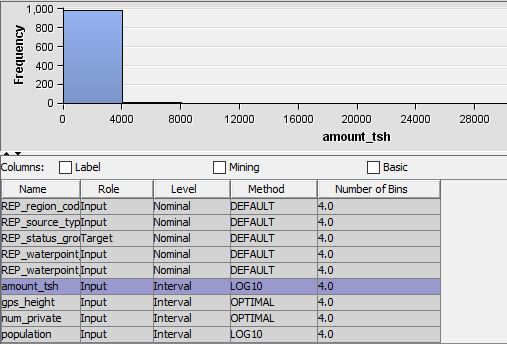 1,000
800
600
400
200
0
Frequency
0 4000 8000 12000 16000 20000 24000 28000
amount_tsh
Columns: Label Mining Basic
Name Role Level Method Number of Bins
REP_region_cod Input Nominal DEFAULT 4.0
REP_source_typ Input Nominal DEFAULT 4.0
REP_status_gro Target Nominal DEFAULT 4.0
REP_waterpoint Input Nominal DEFAULT 4.0
REP_waterpoint Input Nominal DEFAULT 4.0
amount_tsh Input Interval LOG10 4.0
gps_height Input Interval OPTIMAL 4.0
num_private Input Interval OPTIMAL 4.0
population Input Interval LOG10 4.0